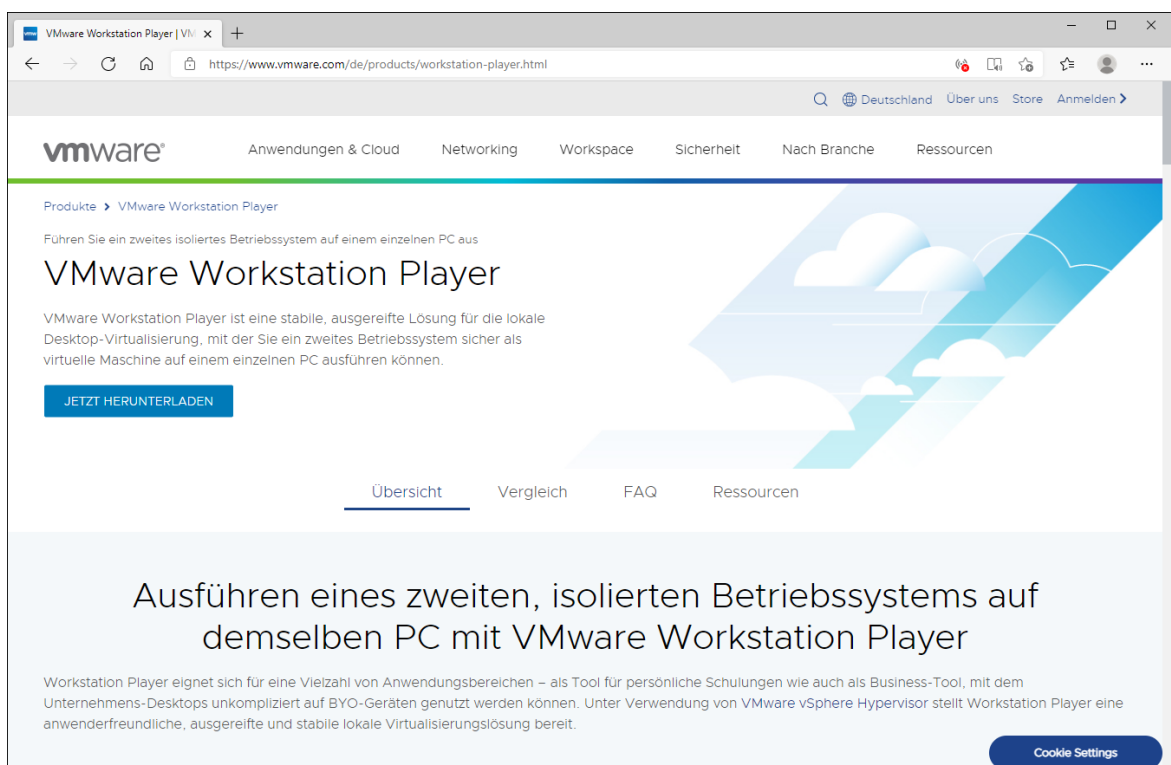 VMware Workstation Player | VM
https://www.vmware.com/de/products/workstation-player.html
Deutschland Über uns Store Anmelden
vmware®
Anwendungen & Cloud Networking Workspace Sicherheit Nach Branche Ressourcen
Produkte > VMware Workstation Player
Führen Sie ein zweites isoliertes Betriebssystem auf einem einzelnen PC aus
VMware Workstation Player
VMware Workstation Player ist eine stabile, ausgereifte Lösung für die lokale
Desktop-Virtualisierung, mit der Sie ein zweites Betriebssystem sicher als
virtuelle Maschine auf einem einzelnen PC ausführen können.
JETZT HERUNTERLADEN
Übersicht Vergleich FAQ Ressourcen
Ausführen eines zweiten, isolierten Betriebssystems auf
demselben PC mit VMware Workstation Player
Workstation Player eignet sich für eine Vielzahl von Anwendungsbereichen – als Tool für persönliche Schulungen wie auch als Business-Tool, mit dem
Unternehmens-Desktops unkompliziert auf BYO-Geräten genutzt werden können. Unter Verwendung von VMware vSphere Hypervisor stellt Workstation Player eine
anwenderfreundliche, ausgereifte und stabile lokale Virtualisierungslösung bereit.
Cookie Settings